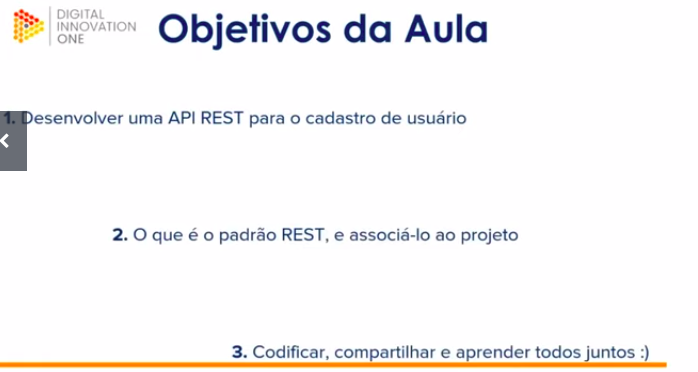 DIGITAL
INNOVATION
ONE
Objetivos da Aula
1. Desenvolver uma API REST para o cadastro de usuário
2. O que é o padrão REST, e associá-lo ao projeto
3. Codificar, compartilhar e aprender todos juntos :)